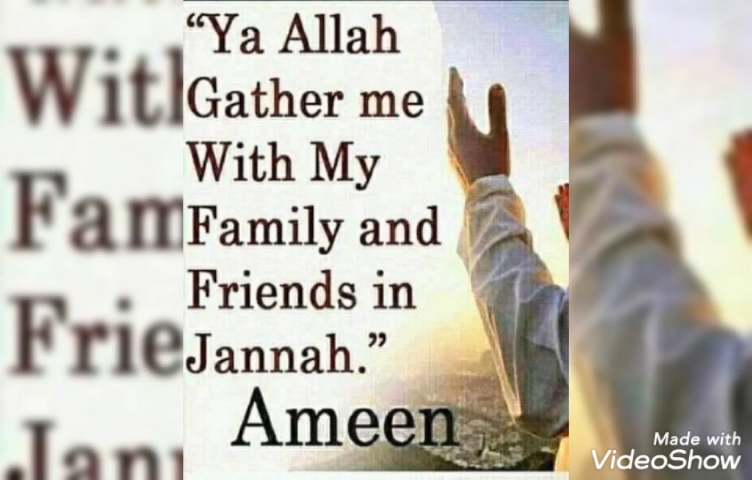 “Ya Allah
Gather me
With My
Family and
Friends in
Jannah.”
Ameen
Made with
VideoShow